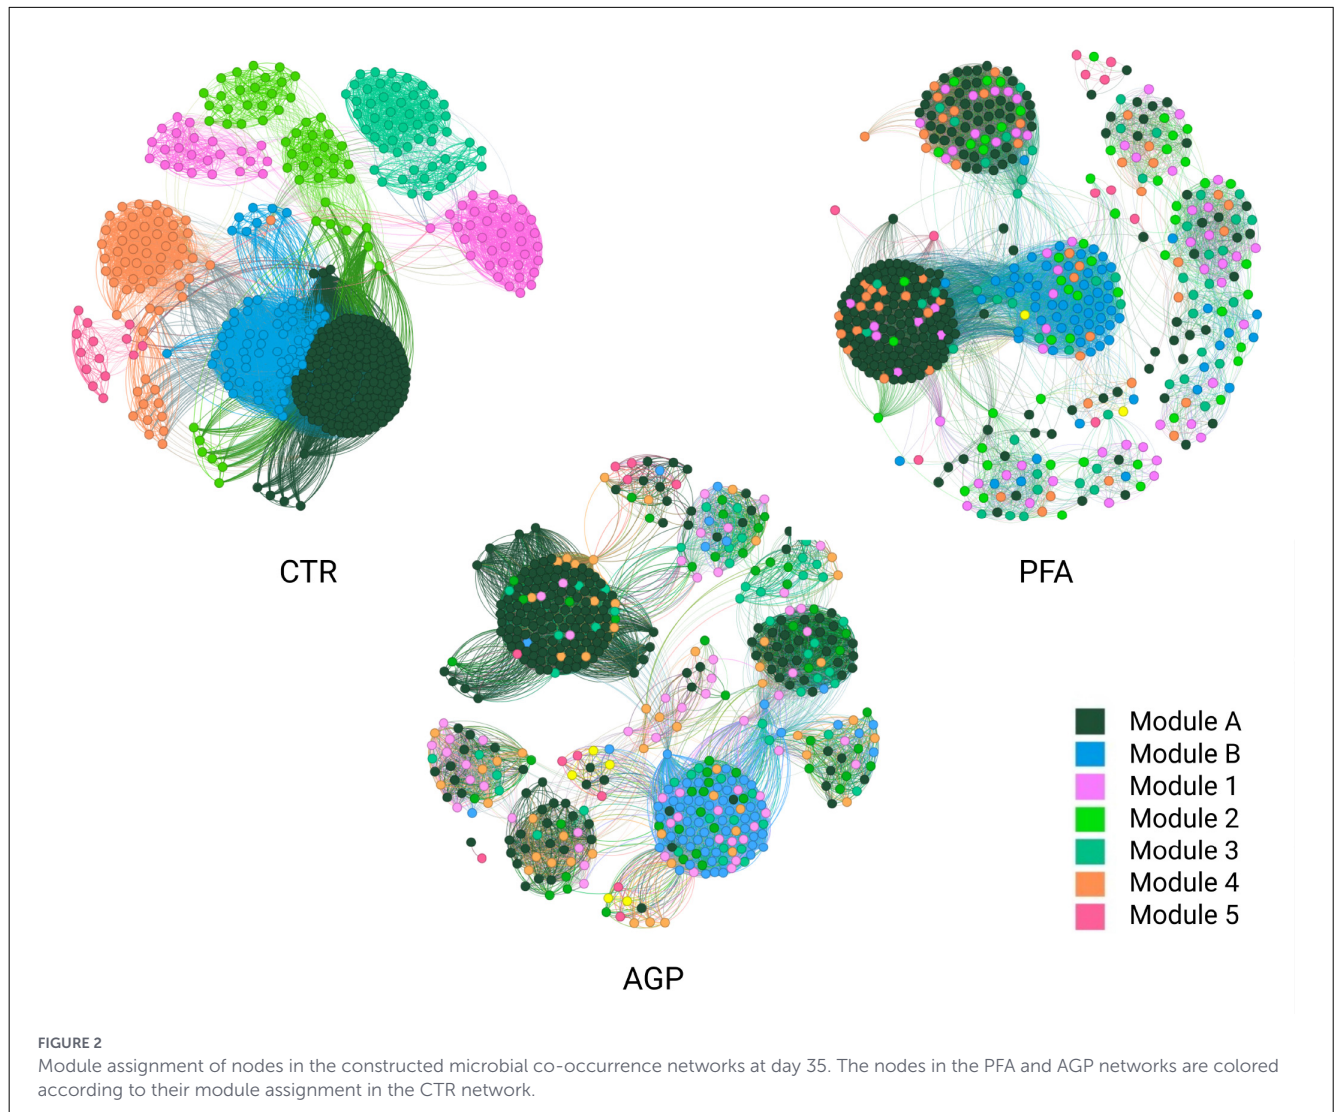 CTR
PFA
AGP
Module A
Module B
Module 1
Module 2
Module 3
Module 4
Module 5
FIGURE 2
Module assignment of nodes in the constructed microbial co-occurrence networks at day 35. The nodes in the PFA and AGP networks are colored
according to their module assignment in the CTR network.